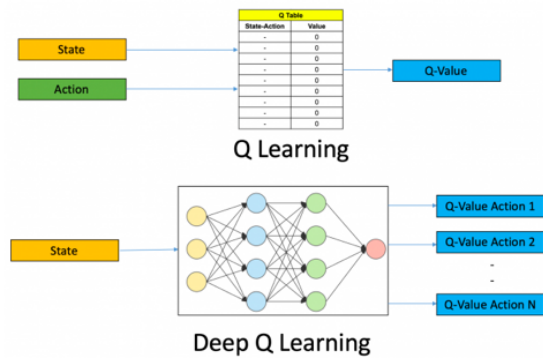 Q Table
State-Action Value
- 0
- 0
- 0
- 0
- 0
- 0
- 0
- 0
- 0
State
Action
Q-Value
Q Learning
State
Q-Value Action 1
Q-Value Action 2
-
-
Q-Value Action N
Deep Q Learning